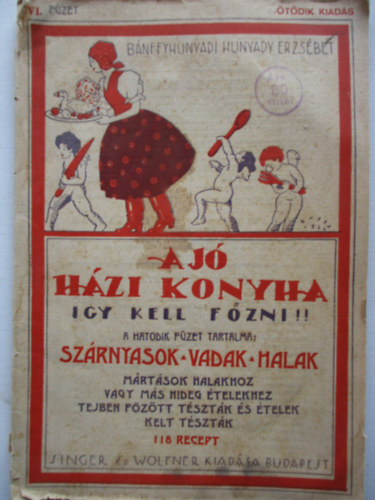 VI. FÜZET ÖTÖDIK KIADÁS
BÁNFFYHUNYADI HUNYADY ERZSÉBET
A JÓ
HÁZI KONYHA
IGY KELL FŐZNI!!
A HATODIK FÜZET TARTALMA:
SZÁRNYASOK · VADAK · HALAK
MÁRTÁSOK HALAKHOZ
VAGY MÁS HIDEG ÉTELEKHEZ
TEJBEN FŐZÖTT TÉSZTÁK ÉS ÉTELEK
KELT TÉSZTÁK
118 RECEPT
SINGER és WOLFNER KIADÁSA BUDAPEST